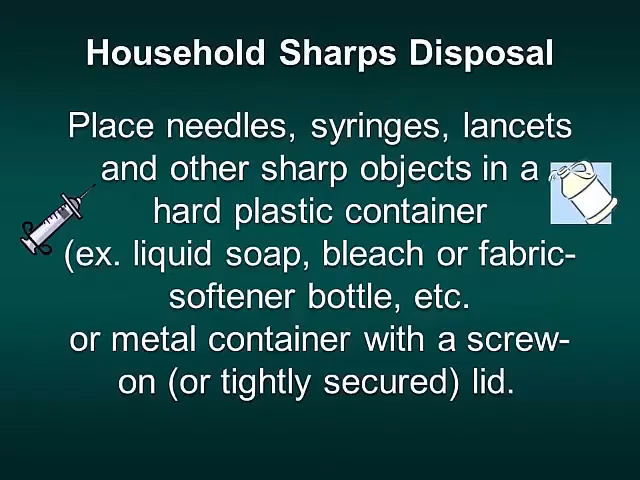 Household Sharps Disposal
Place needles, syringes, lancets
and other sharp objects in a
hard plastic container
(ex. liquid soap, bleach or fabric-
softener bottle, etc.
or metal container with a screw-
on (or tightly secured) lid.